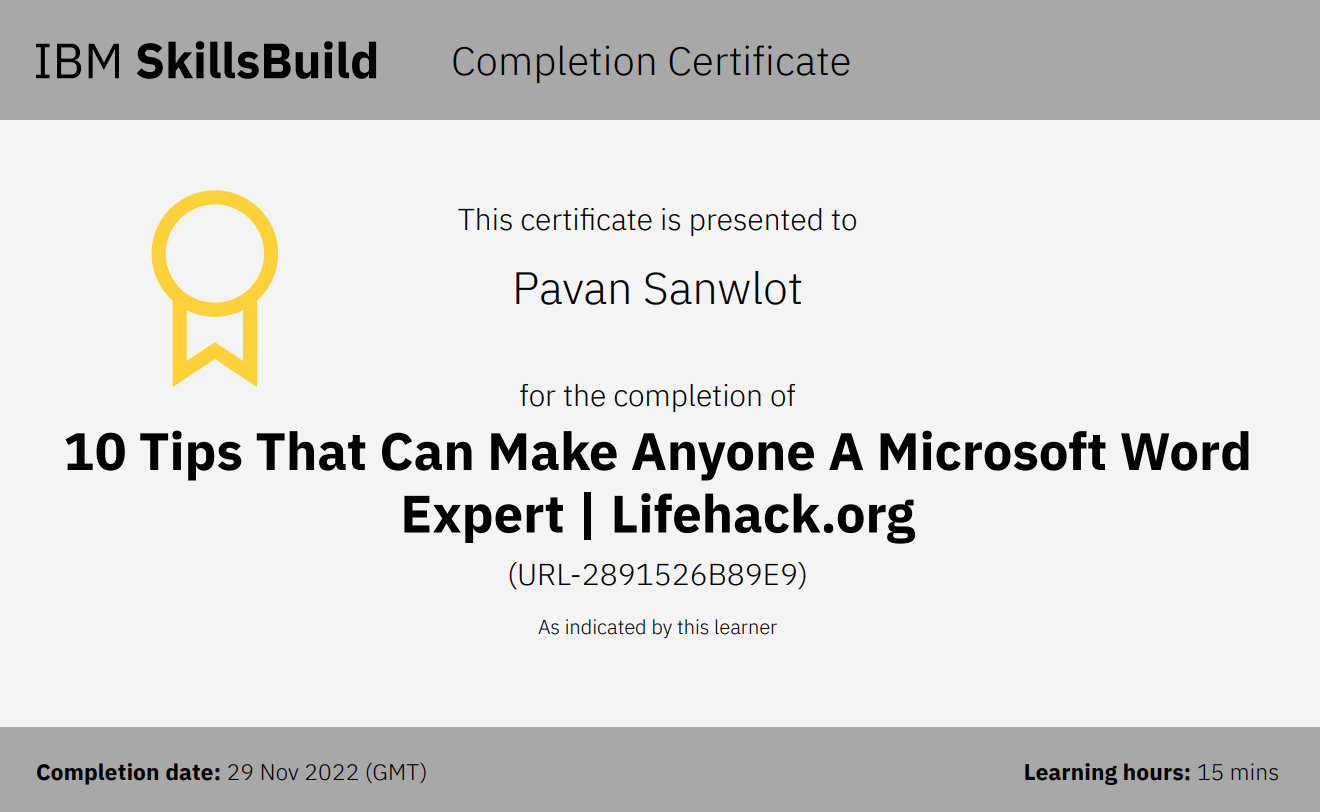 IBM SkillsBuild Completion Certificate
This certificate is presented to
Pavan Sanwlot
for the completion of
10 Tips That Can Make Anyone A Microsoft Word
Expert | Lifehack.org
(URL-2891526B89E9)
As indicated by this learner
Completion date: 29 Nov 2022 (GMT)
Learning hours: 15 mins